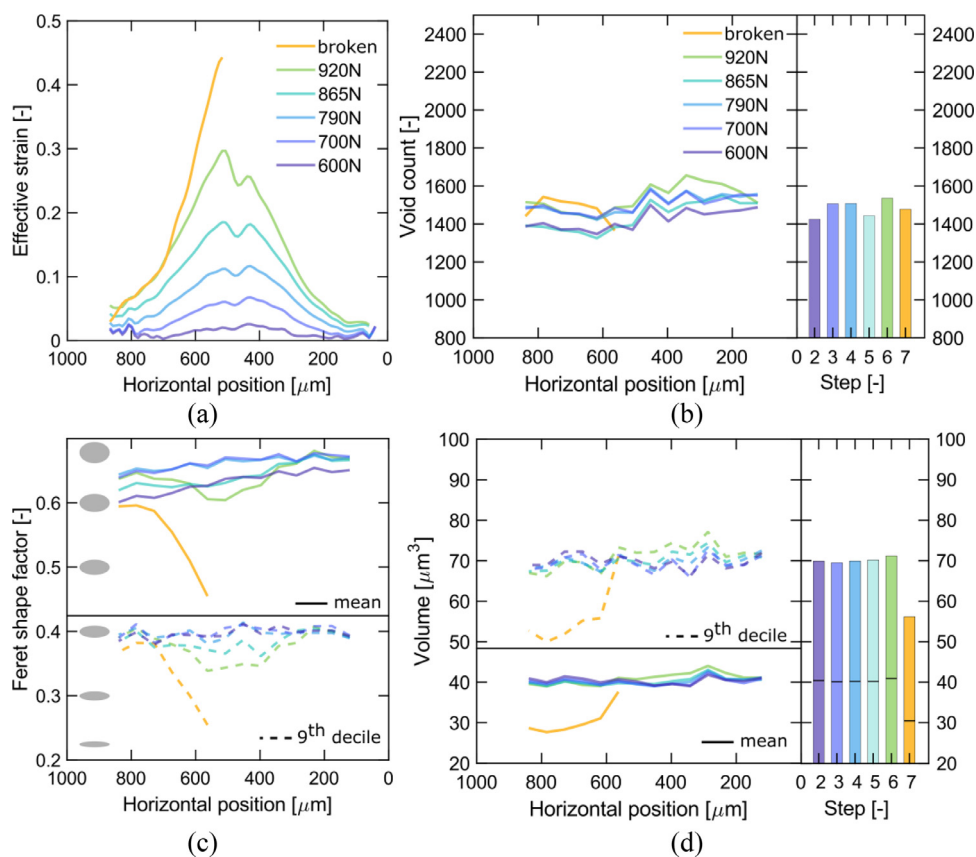 0.5
0.4
0.3
0.2
0.1
0
Effective strain [-]
broken
920N
865N
790N
700N
600N
1000 800 600 400 200 0
Horizontal position [μm]
(a)
2400
2200
2000
1800
1600
1400
1200
1000
800
Void count [-]
broken
920N
865N
790N
700N
600N
1000 800 600 400 200
Horizontal position [μm]
0 2 3 4 5 6 7
Step [-]
2400
2200
2000
1800
1600
1400
1200
1000
800
(b)
0.6
0.5
0.4
0.3
0.2
Feret shape factor [-]
mean
9th decile
1000 800 600 400 200 0
Horizontal position [μm]
(c)
100
90
80
70
60
50
40
30
20
Volume [μm3]
9th decile
mean
1000 800 600 400 200
Horizontal position [μm]
0 2 3 4 5 6 7
Step [-]
100
90
80
70
60
50
40
30
20
(d)